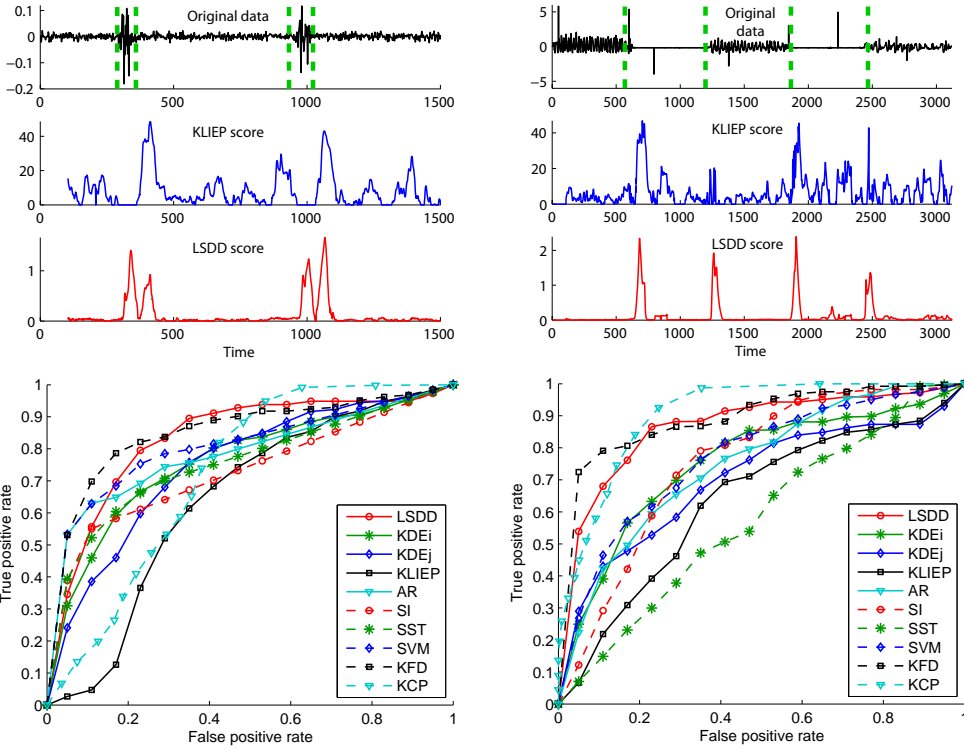 Original data
0.1
0
-0.1
-0.2
0 500 1000 1500
KLIEP score
40
20
0
0 500 1000 1500
LSDD score
1
0
0 500 1000 1500
Time
Original
data
5
0
-5
0 500 1000 1500 2000 2500 3000
KLIEP score
40
20
0
0 500 1000 1500 2000 2500 3000
LSDD score
2
1
0
0 500 1000 1500 2000 2500 3000
Time
True positive rate
1
0.9
0.8
0.7
0.6
0.5
0.4
0.3
0.2
0.1
0
0 0.2 0.4 0.6 0.8 1
False positive rate
LSDD
KDEi
KDEj
KLIEP
AR
SI
SST
SVM
KFD
KCP
True positive rate
1
0.9
0.8
0.7
0.6
0.5
0.4
0.3
0.2
0.1
0
0 0.2 0.4 0.6 0.8 1
False positive rate
LSDD
KDEi
KDEj
KLIEP
AR
SI
SST
SVM
KFD
KCP